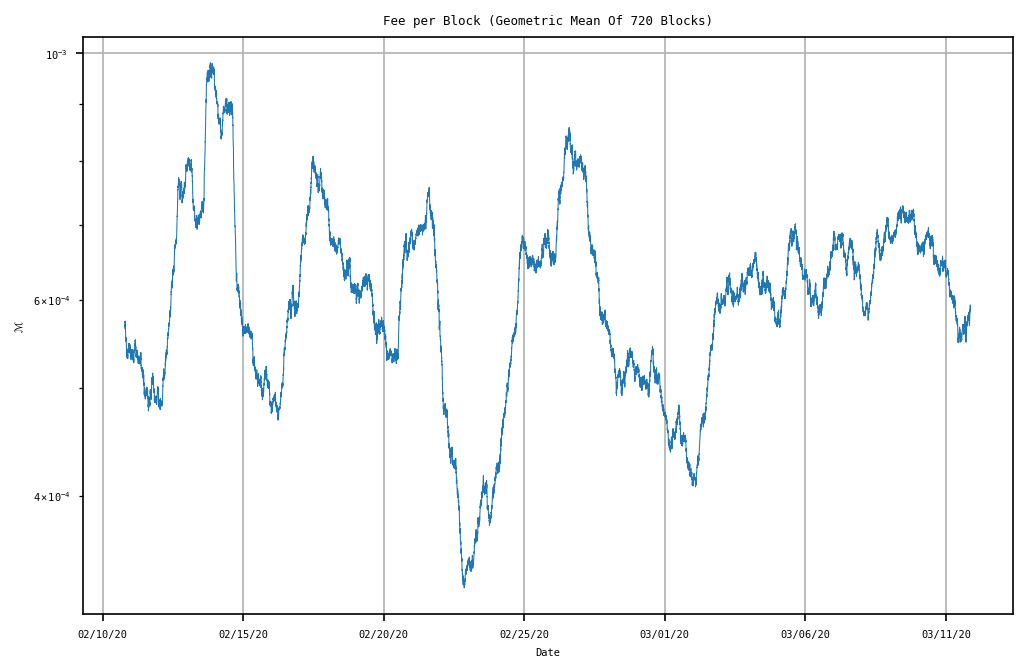 Fee per Block (Geometric Mean Of 720 Blocks)
10⁻³
6×10⁻⁴
4×10⁻⁴
ℳ
02/10/20 02/15/20 02/20/20 02/25/20 03/01/20 03/06/20 03/11/20
Date